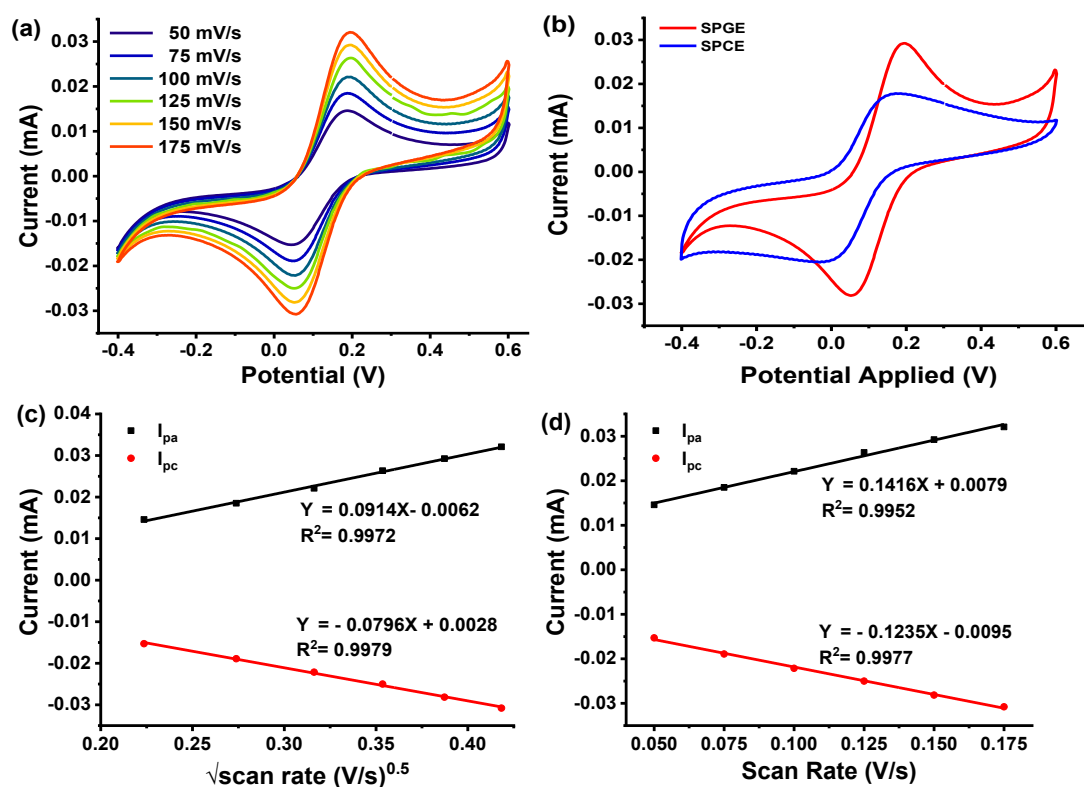 (a)
50 mV/s
75 mV/s
100 mV/s
125 mV/s
150 mV/s
175 mV/s
0.03
0.02
0.01
0.00
-0.01
-0.02
-0.03
Current (mA)
-0.4
-0.2
0.0
0.2
0.4
0.6
Potential (V)
(b)
SPGE
SPCE
0.03
0.02
0.01
0.00
-0.01
-0.02
-0.03
Current (mA)
-0.4
-0.2
0.0
0.2
0.4
0.6
Potential Applied (V)
(c)
Ipa
Ipc
Y = 0.0914X- 0.0062
R²= 0.9972
Y = - 0.0796X + 0.0028
R²= 0.9979
0.04
0.03
0.02
0.01
0.00
-0.01
-0.02
-0.03
Current (mA)
0.20
0.25
0.30
0.35
0.40
√scan rate (V/s)^0.5
(d)
Ipa
Ipc
Y = 0.1416X + 0.0079
R²= 0.9952
Y = - 0.1235X - 0.0095
R²= 0.9977
0.03
0.02
0.01
0.00
-0.01
-0.02
-0.03
Current (mA)
0.050
0.075
0.100
0.125
0.150
0.175
Scan Rate (V/s)